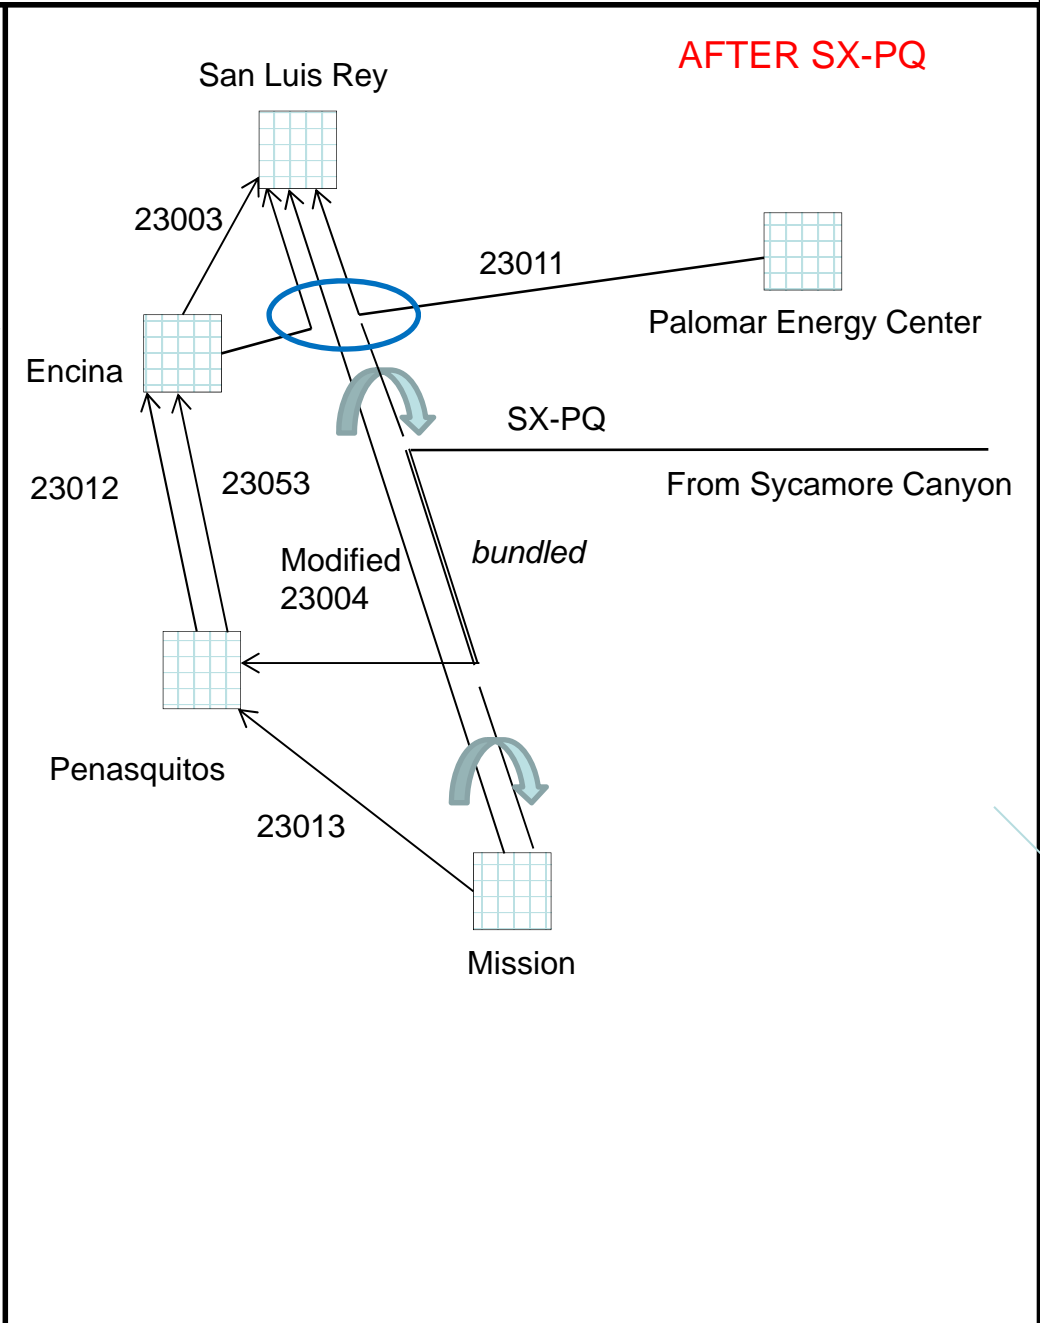 AFTER SX-PQ
San Luis Rey
23003
23011
Palomar Energy Center
Encina
SX-PQ
23012
23053
From Sycamore Canyon
Modified
23004
bundled
Penasquitos
23013
Mission